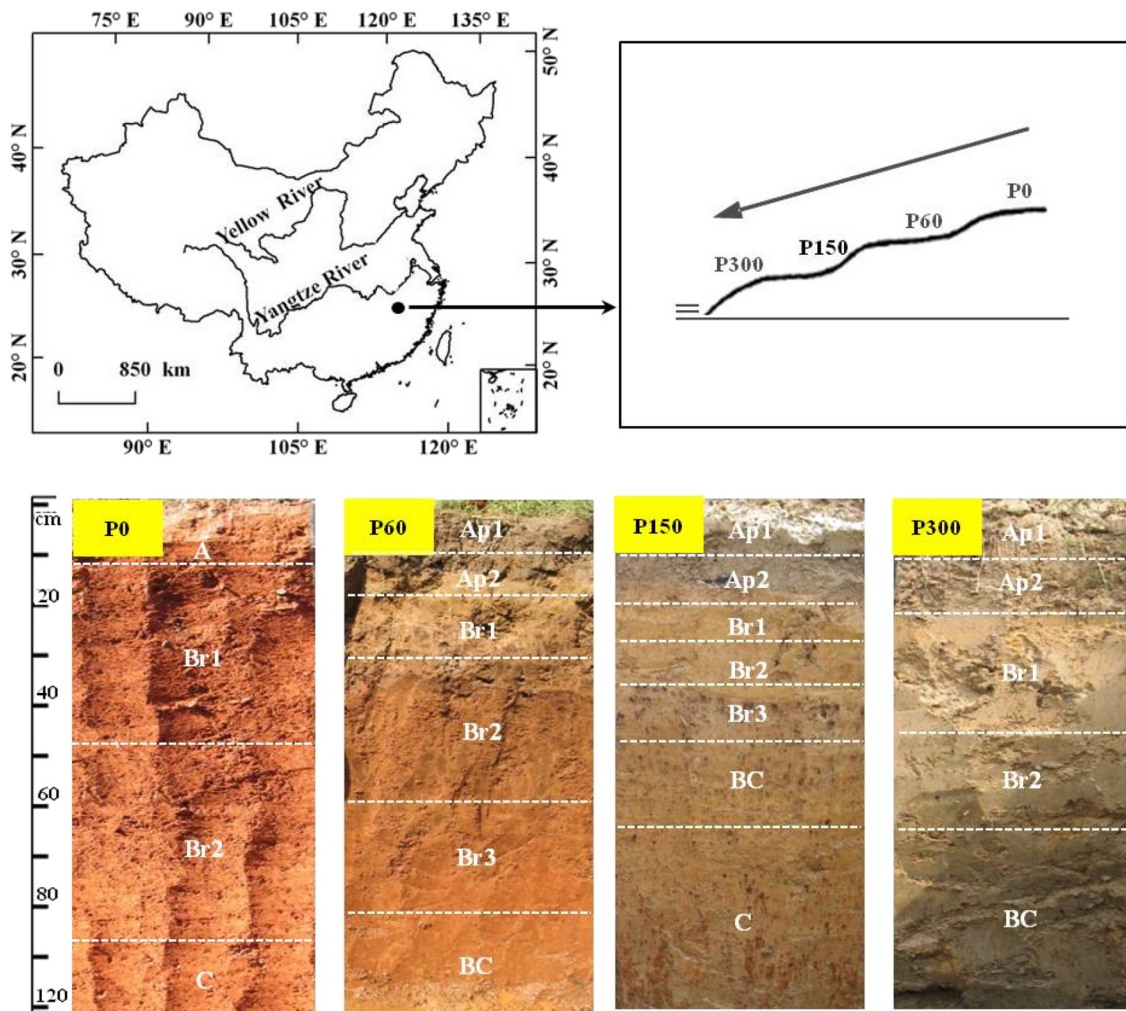 75° E 90° E 105° E 120° E 135° E
50° N
40° N
40° N
30° N
30° N
20° N
20° N
Yellow River
Yangtze River
0 850 km
90° E 105° E 120° E
P0
P60
P150
P300
cm
20
40
60
80
120
P0
A
Br1
Br2
C
P60
Ap1
Ap2
Br1
Br2
Br3
BC
P150
Ap1
Ap2
Br1
Br2
Br3
BC
C
P300
Ap1
Ap2
Br1
Br2
BC